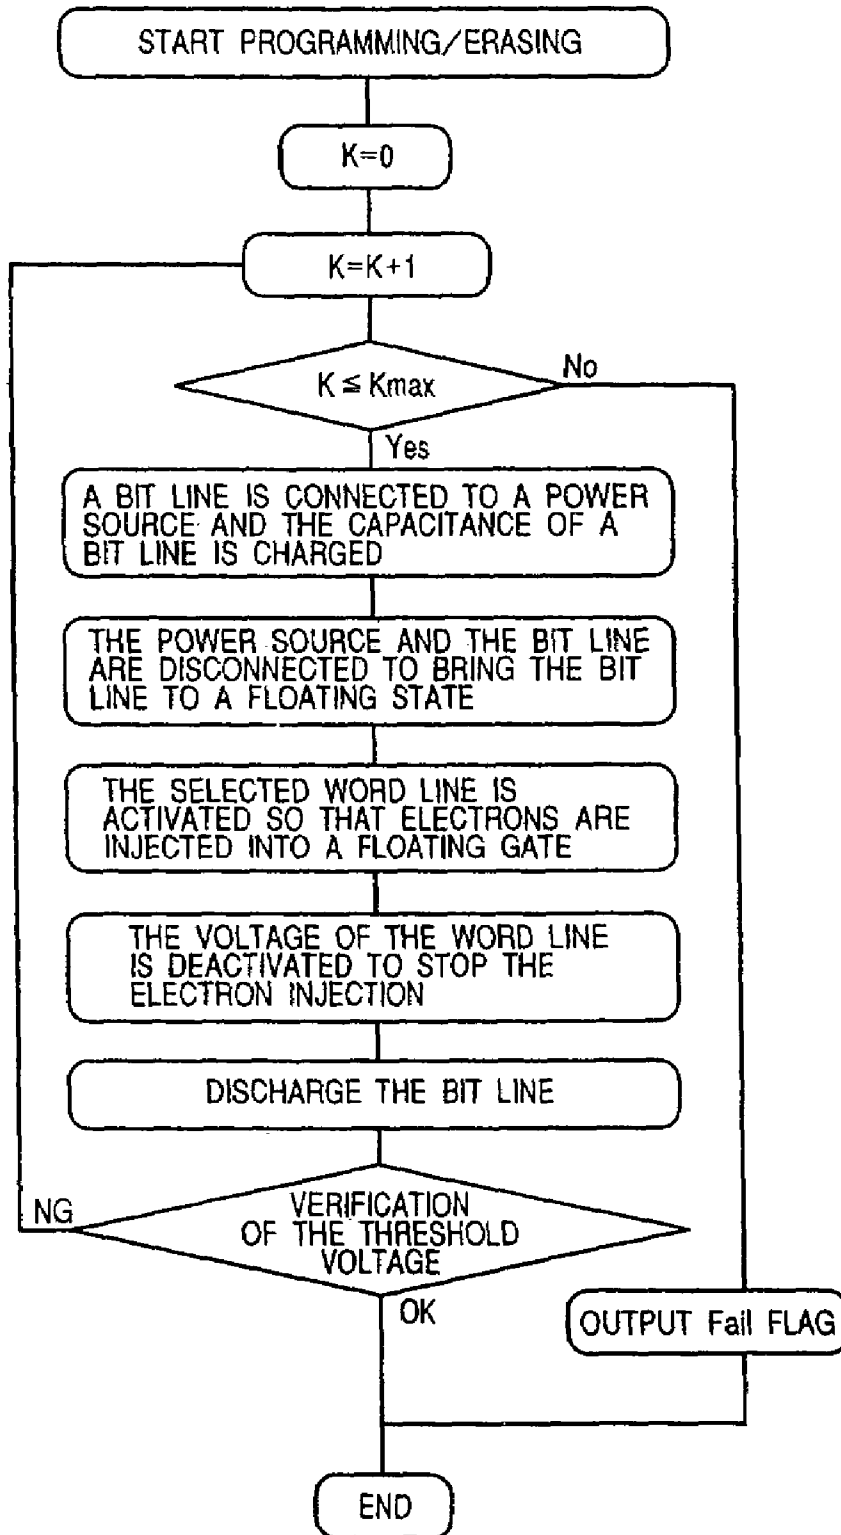 START PROGRAMMING/ERASING
K=0
K=K+1
K≦Kmax
No
Yes
A BIT LINE IS CONNECTED TO A POWER
SOURCE AND THE CAPACITANCE OF A
BIT LINE IS CHARGED
THE POWER SOURCE AND THE BIT LINE
ARE DISCONNECTED TO BRING THE BIT
LINE TO A FLOATING STATE
THE SELECTED WORD LINE IS
ACTIVATED SO THAT ELECTRONS ARE
INJECTED INTO A FLOATING GATE
THE VOLTAGE OF THE WORD LINE
IS DEACTIVATED TO STOP THE
ELECTRON INJECTION
DISCHARGE THE BIT LINE
NG
VERIFICATION
OF THE THRESHOLD
VOLTAGE
OK
OUTPUT Fail FLAG
END